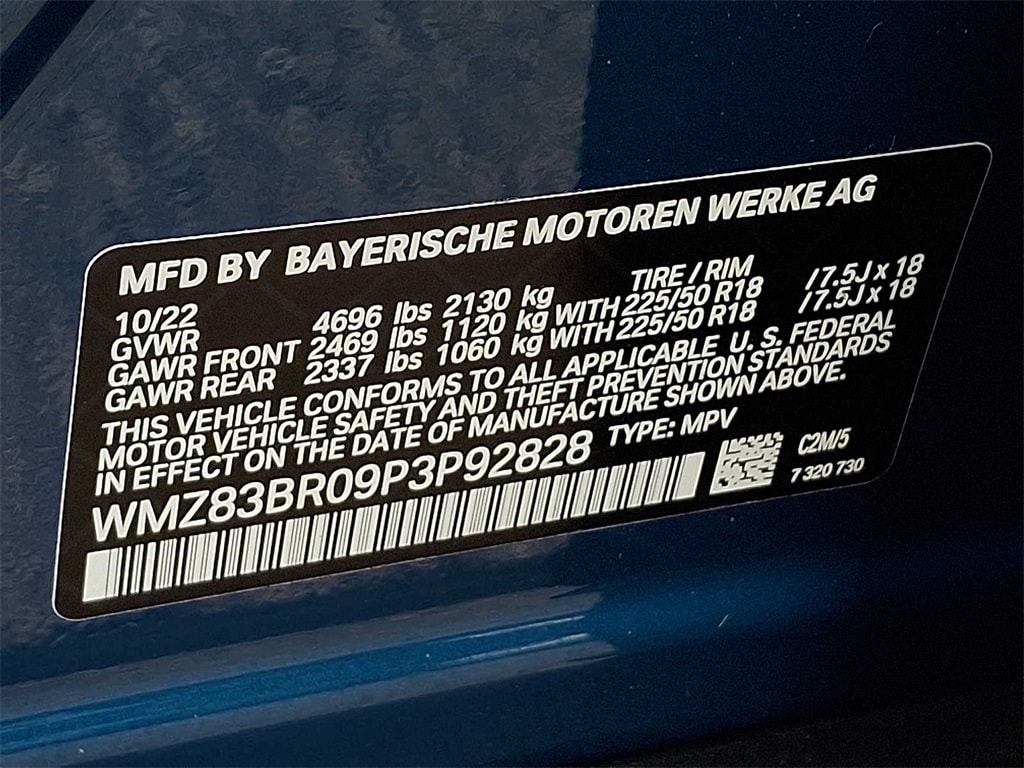 MFD BY BAYERISCHE MOTOREN WERKE AG
10/22 TIRE / RIM
GVWR 4696 lbs 2130 kg
GAWR FRONT 2469 lbs 1120 kg WITH 225/50 R18 /7.5J x 18
GAWR REAR 2337 lbs 1060 kg WITH 225/50 R18 /7.5J x 18
THIS VEHICLE CONFORMS TO ALL APPLICABLE U. S. FEDERAL
MOTOR VEHICLE SAFETY AND THEFT PREVENTION STANDARDS
IN EFFECT ON THE DATE OF MANUFACTURE SHOWN ABOVE.
WMZ83BR09P3P92828 TYPE: MPV
C2M/5
7 320 730